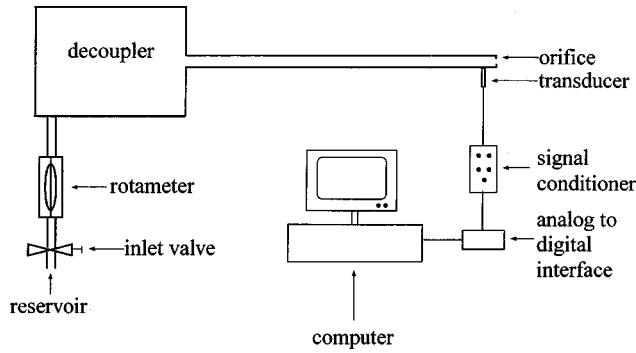 decoupler
orifice
transducer
signal
conditioner
rotameter
inlet valve
analog to
digital
interface
reservoir
computer